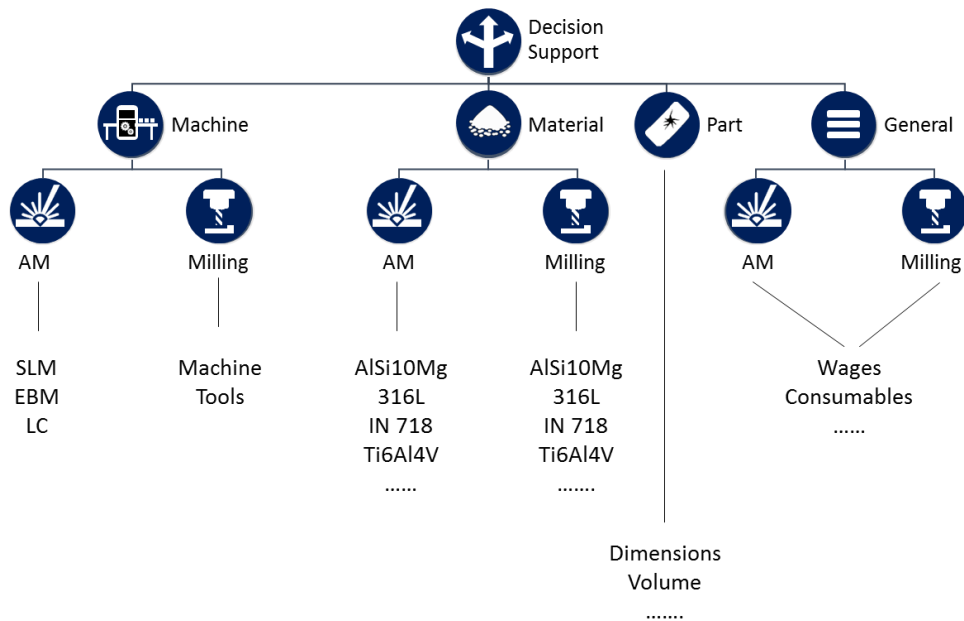 Decision
Support
Machine
Material
Part
General
AM
Milling
AM
Milling
AM
Milling
SLM
EBM
LC
Machine
Tools
AlSi10Mg
316L
IN 718
Ti6Al4V
……
AlSi10Mg
316L
IN 718
Ti6Al4V
…….
Wages
Consumables
……
Dimensions
Volume
…….